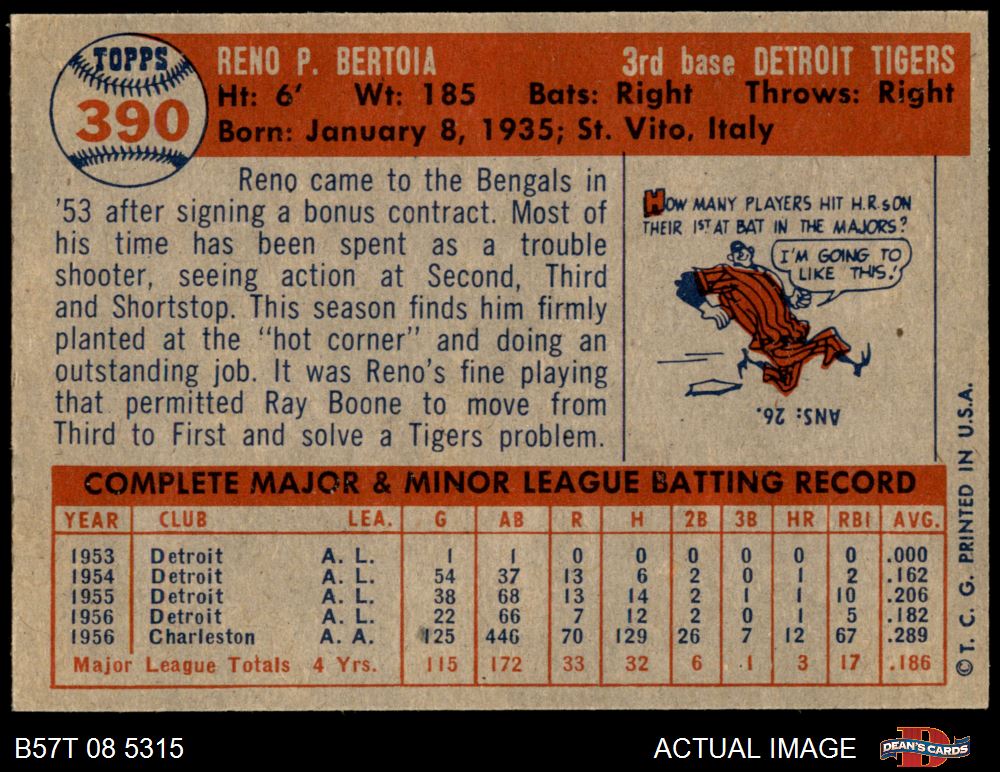 TOPPS
390
RENO P. BERTOIA 3rd base DETROIT TIGERS
Ht: 6' Wt: 185 Bats: Right Throws: Right
Born: January 8, 1935; St. Vito, Italy
Reno came to the Bengals in
'53 after signing a bonus contract. Most of
his time has been spent as a trouble
shooter, seeing action at Second, Third
and Shortstop. This season finds him firmly
planted at the "hot corner" and doing an
outstanding job. It was Reno's fine playing
that permitted Ray Boone to move from
Third to First and solve a Tigers problem.
HOW MANY PLAYERS HIT H.R.s ON
THEIR 1ST AT BAT IN THE MAJORS?
I'M GOING TO
LIKE THIS!
ANS: 26.
COMPLETE MAJOR & MINOR LEAGUE BATTING RECORD
YEAR CLUB LEA. G AB R H 2B 3B HR RBI AVG.
1953 Detroit A. L. 1 1 0 0 0 0 0 0 .000
1954 Detroit A. L. 54 37 13 6 2 0 1 2 .162
1955 Detroit A. L. 38 68 13 14 2 1 1 10 .206
1956 Detroit A. L. 22 66 7 12 2 0 1 5 .182
1956 Charleston A. A. 125 446 70 129 26 7 12 67 .289
Major League Totals 4 Yrs. 115 172 33 32 6 1 3 17 .186
© T. C. G. PRINTED IN U.S.A.
B57T 08 5315 ACTUAL IMAGE
D
DEAN'S CARDS